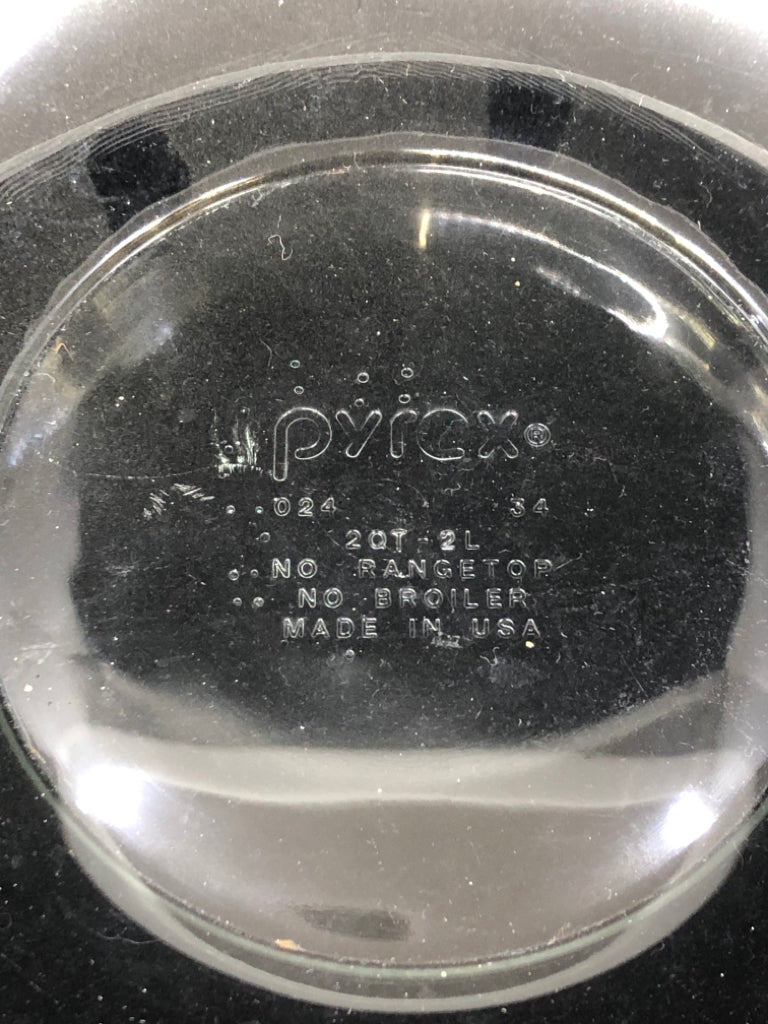 pyrex®
024 34
2QT - 2L
NO RANGETOP
NO BROILER
MADE IN USA